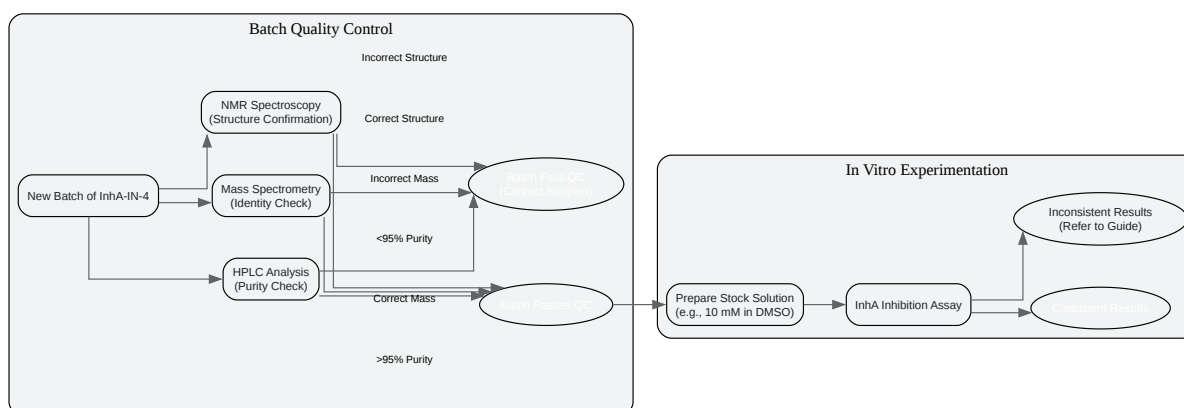 Batch Quality Control
Incorrect Structure
NMR Spectroscopy
(Structure Confirmation)
Correct Structure
New Batch of InhA-IN-4
Mass Spectrometry
(Identity Check)
Incorrect Mass
Batch Fails QC
(Contact Supplier)
<95% Purity
HPLC Analysis
(Purity Check)
Correct Mass
Batch Passes QC
>95% Purity
In Vitro Experimentation
Prepare Stock Solution
(e.g., 10 mM in DMSO)
InhA Inhibition Assay
Inconsistent Results
(Refer to Guide)
Consistent Results